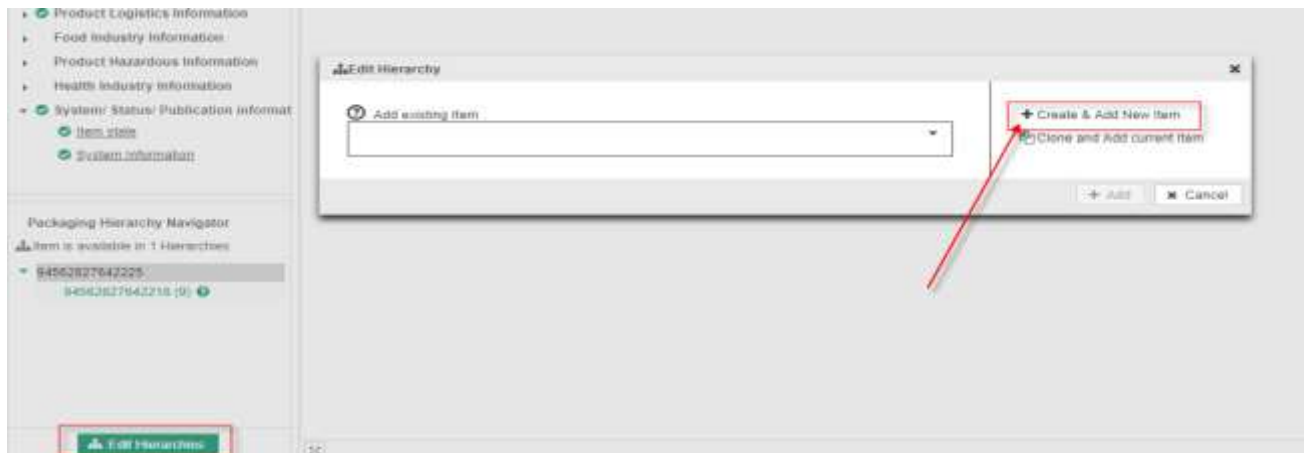 Product Logistics Information
Food Industry Information
Product Hazardous Information
Health Industry Information
System/ Status/ Publication Informat
Item state
System Information
Packaging Hierarchy Navigator
Item is available in 1 Hierarchies
94562827642225
94562827642218 (9)
Edit Hierarchies
Edit Hierarchy
Add existing Item
+ Create & Add New Item
Clone and Add current Item
+ Add
Cancel